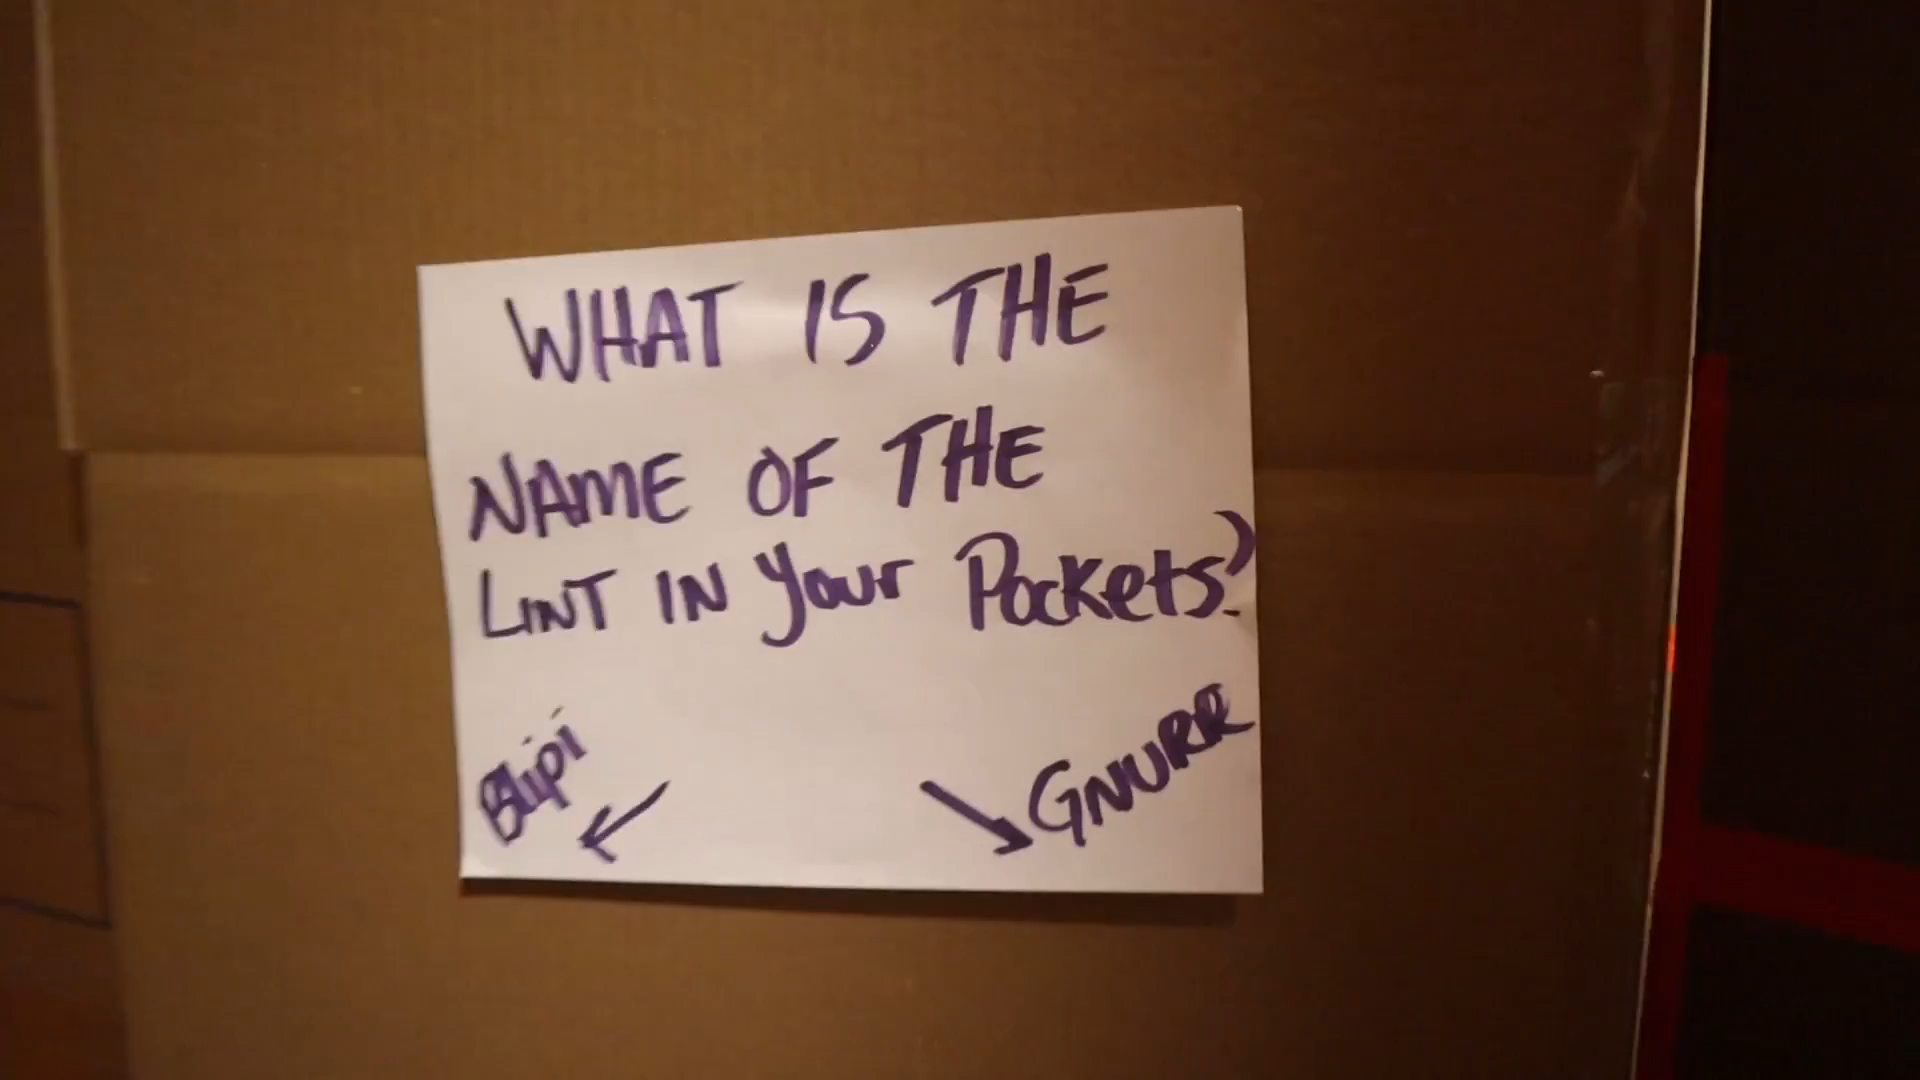 WHAT IS THE
NAME OF THE
LINT IN Your Pockets?
Blipi
GNURR